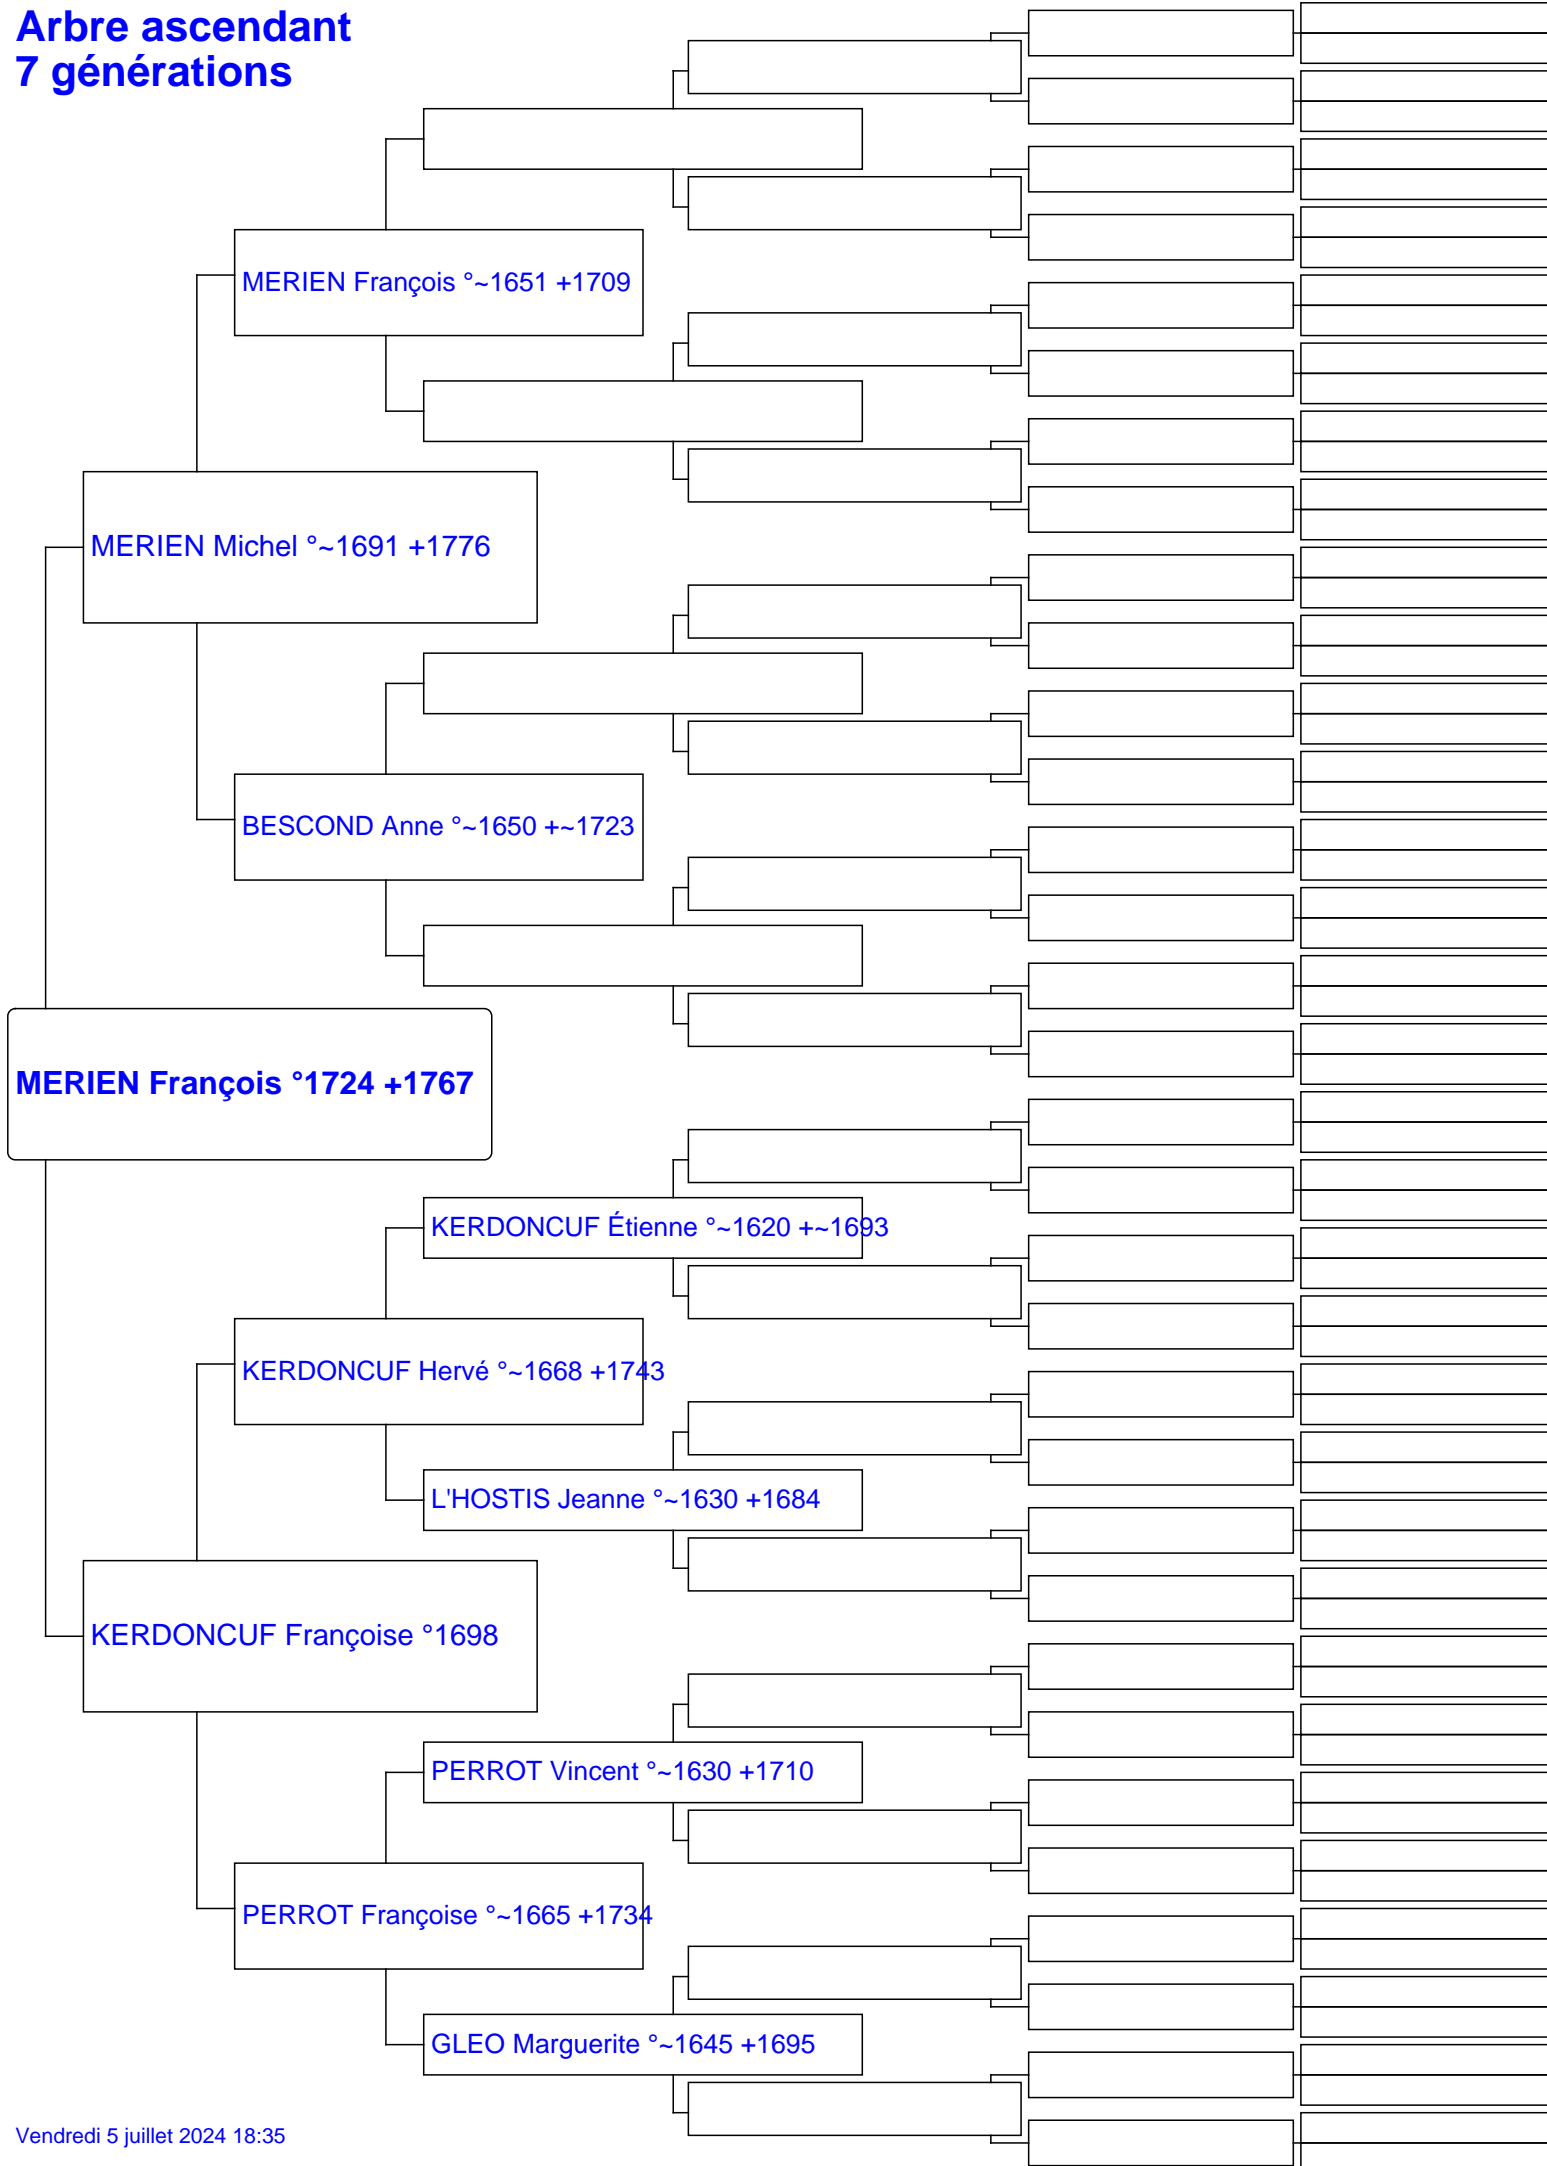 Arbre ascendant
7 générations
MERIEN François °~1651 +1709
MERIEN Michel °~1691 +1776
BESCOND Anne °~1650 +~1723
MERIEN François °1724 +1767
KERDONCUF Étienne °~1620 +~1693
KERDONCUF Hervé °~1668 +1743
L'HOSTIS Jeanne °~1630 +1684
KERDONCUF Françoise °1698
PERROT Vincent °~1630 +1710
PERROT Françoise °~1665 +1734
GLEO Marguerite °~1645 +1695
Vendredi 5 juillet 2024 18:35